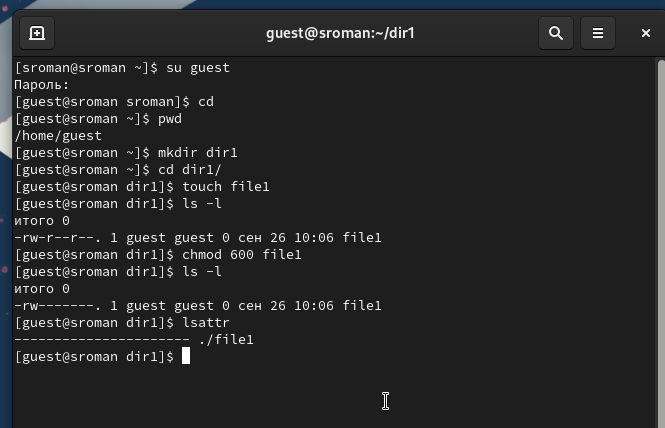 guest@sroman:~/dir1
[sroman@sroman ~]$ su guest
Пароль:
[guest@sroman sroman]$ cd
[guest@sroman ~]$ pwd
/home/guest
[guest@sroman ~]$ mkdir dir1
[guest@sroman ~]$ cd dir1/
[guest@sroman dir1]$ touch file1
[guest@sroman dir1]$ ls -l
итого 0
-rw-r--r--. 1 guest guest 0 сен 26 10:06 file1
[guest@sroman dir1]$ chmod 600 file1
[guest@sroman dir1]$ ls -l
итого 0
-rw-------. 1 guest guest 0 сен 26 10:06 file1
[guest@sroman dir1]$ lsattr
---------------------- ./file1
[guest@sroman dir1]$